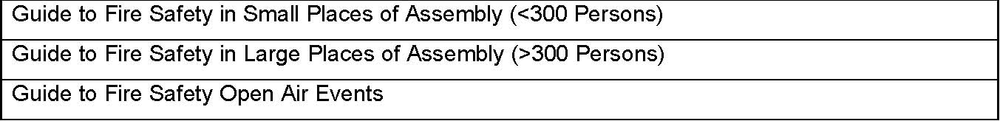 Guide to Fire Safety in Small Places of Assembly (<300 Persons)
Guide to Fire Safety in Large Places of Assembly (>300 Persons)
Guide to Fire Safety Open Air Events